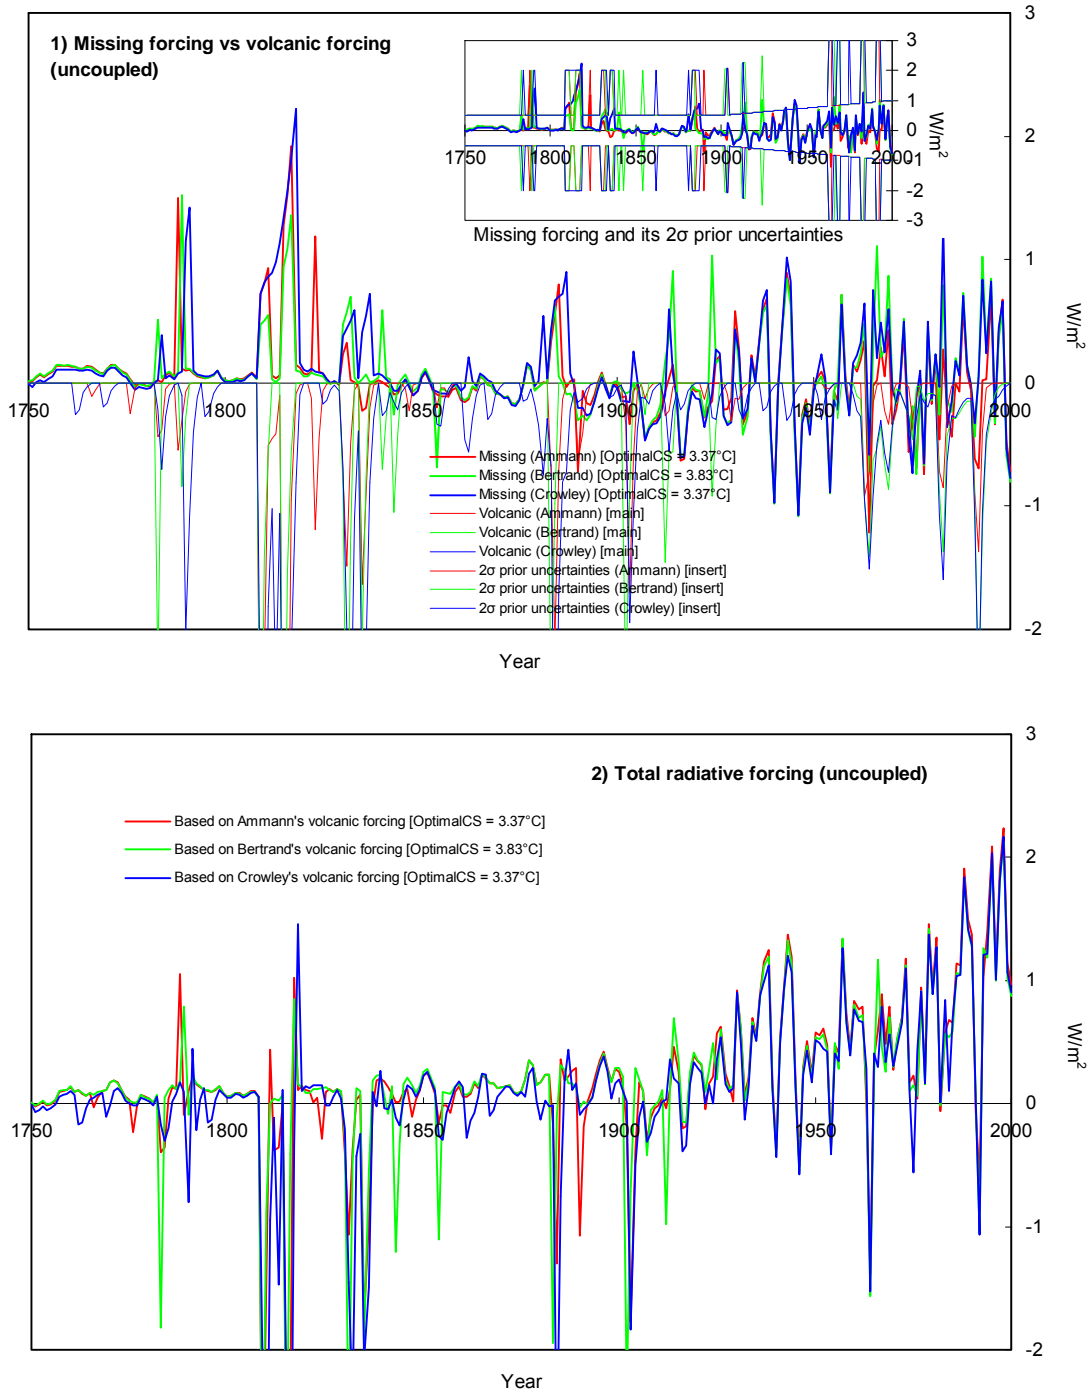 3
1) Missing forcing vs volcanic forcing
(uncoupled)
3
2
1
0
1750 1800 1850 1900 1950 2000
-1
-2
-3
W/m²
Missing forcing and its 2σ prior uncertainties
2
1
W/m²
0
1750 1800 1850 1900 1950 2000
Missing (Ammann) [OptimalCS = 3.37°C]
Missing (Bertrand) [OptimalCS = 3.83°C]
Missing (Crowley) [OptimalCS = 3.37°C]
Volcanic (Ammann) [main]
Volcanic (Bertrand) [main]
Volcanic (Crowley) [main]
2σ prior uncertainties (Ammann) [insert]
2σ prior uncertainties (Bertrand) [insert]
2σ prior uncertainties (Crowley) [insert]
-1
-2
Year
3
2) Total radiative forcing (uncoupled)
Based on Ammann's volcanic forcing [OptimalCS = 3.37°C]
Based on Bertrand's volcanic forcing [OptimalCS = 3.83°C]
Based on Crowley's volcanic forcing [OptimalCS = 3.37°C]
2
1
W/m²
0
1750 1800 1850 1900 1950 2000
-1
-2
Year